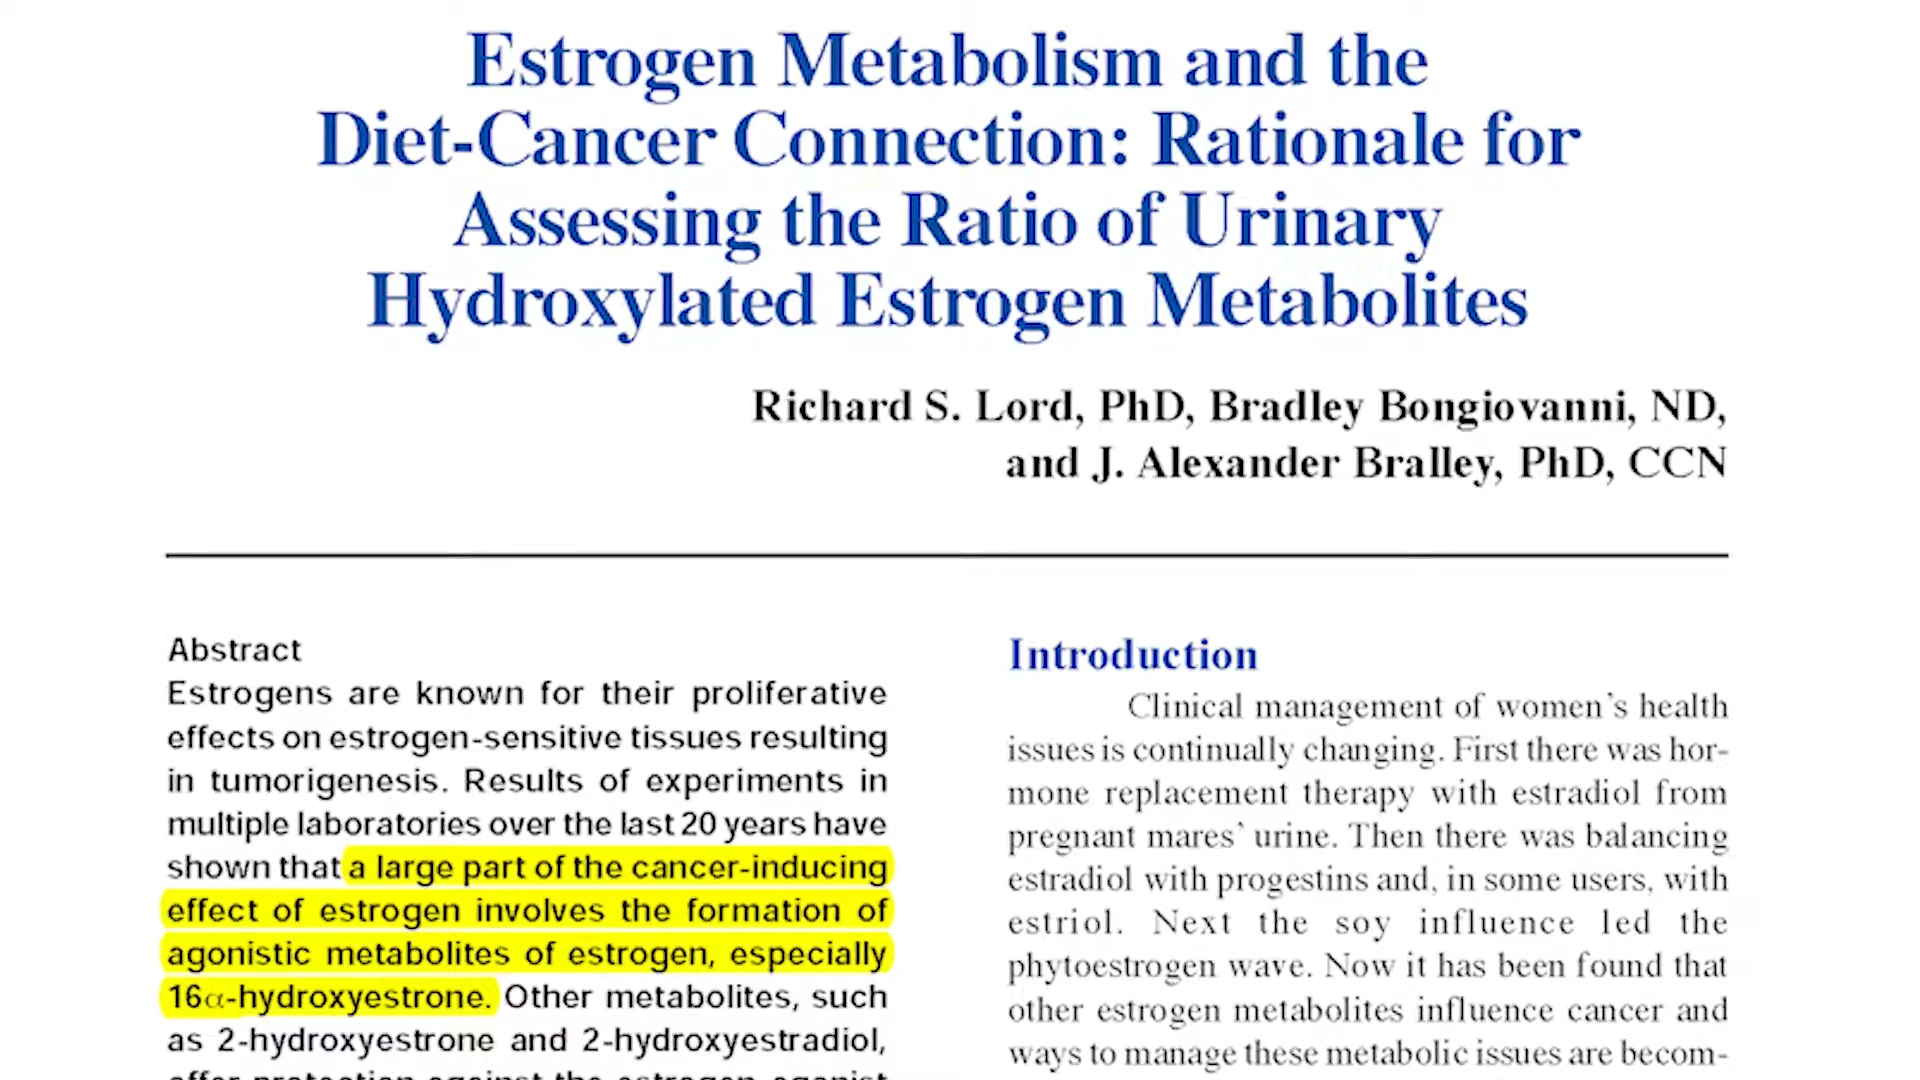 Estrogen Metabolism and the
Diet-Cancer Connection: Rationale for
Assessing the Ratio of Urinary
Hydroxylated Estrogen Metabolites
Richard S. Lord, PhD, Bradley Bongiovanni, ND,
and J. Alexander Bralley, PhD, CCN
Abstract
Estrogens are known for their proliferative
effects on estrogen-sensitive tissues resulting
in tumorigenesis. Results of experiments in
multiple laboratories over the last 20 years have
shown that a large part of the cancer-inducing
effect of estrogen involves the formation of
agonistic metabolites of estrogen, especially
16α-hydroxyestrone. Other metabolites, such
as 2-hydroxyestrone and 2-hydroxyestradiol,
offer protection against the estrogen agonist
Introduction
Clinical management of women's health
issues is continually changing. First there was hor-
mone replacement therapy with estradiol from
pregnant mares' urine. Then there was balancing
estradiol with progestins and, in some users, with
estriol. Next the soy influence led the
phytoestrogen wave. Now it has been found that
other estrogen metabolites influence cancer and
ways to manage these metabolic issues are becom-